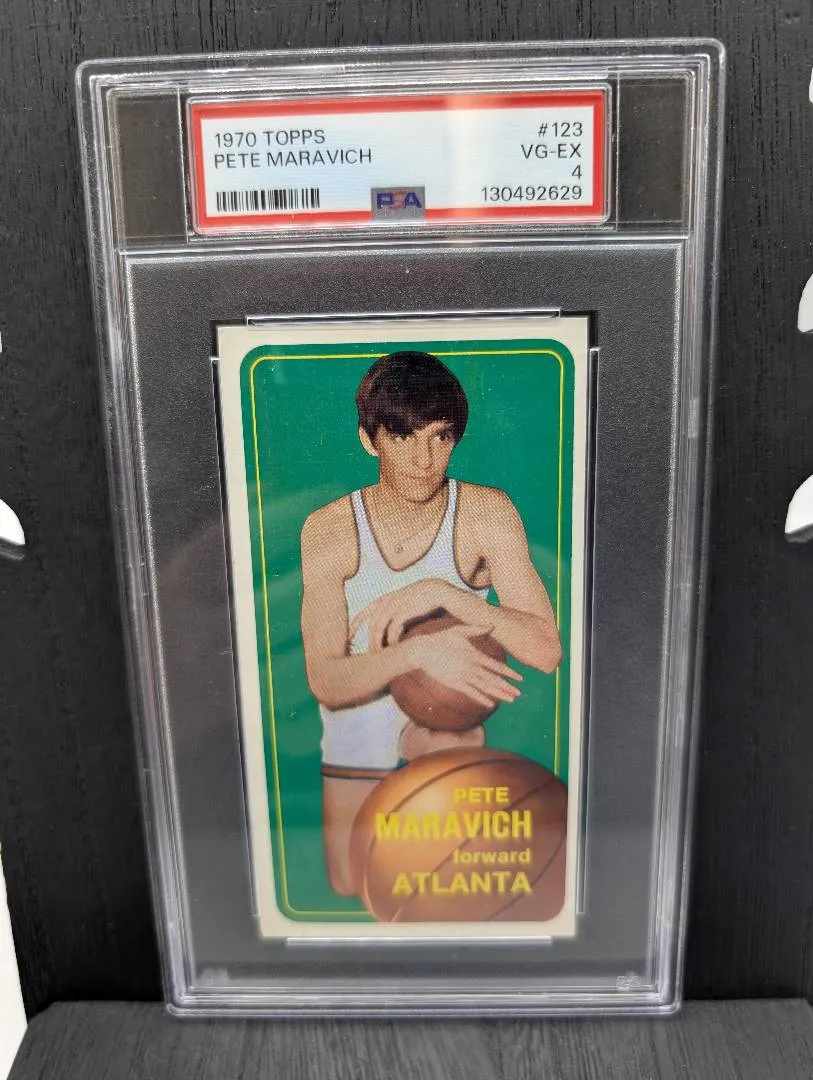 1970 TOPPS
#123
PETE MARAVICH
VG-EX
4
PSA
130492629
PETE
MARAVICH
forward
ATLANTA